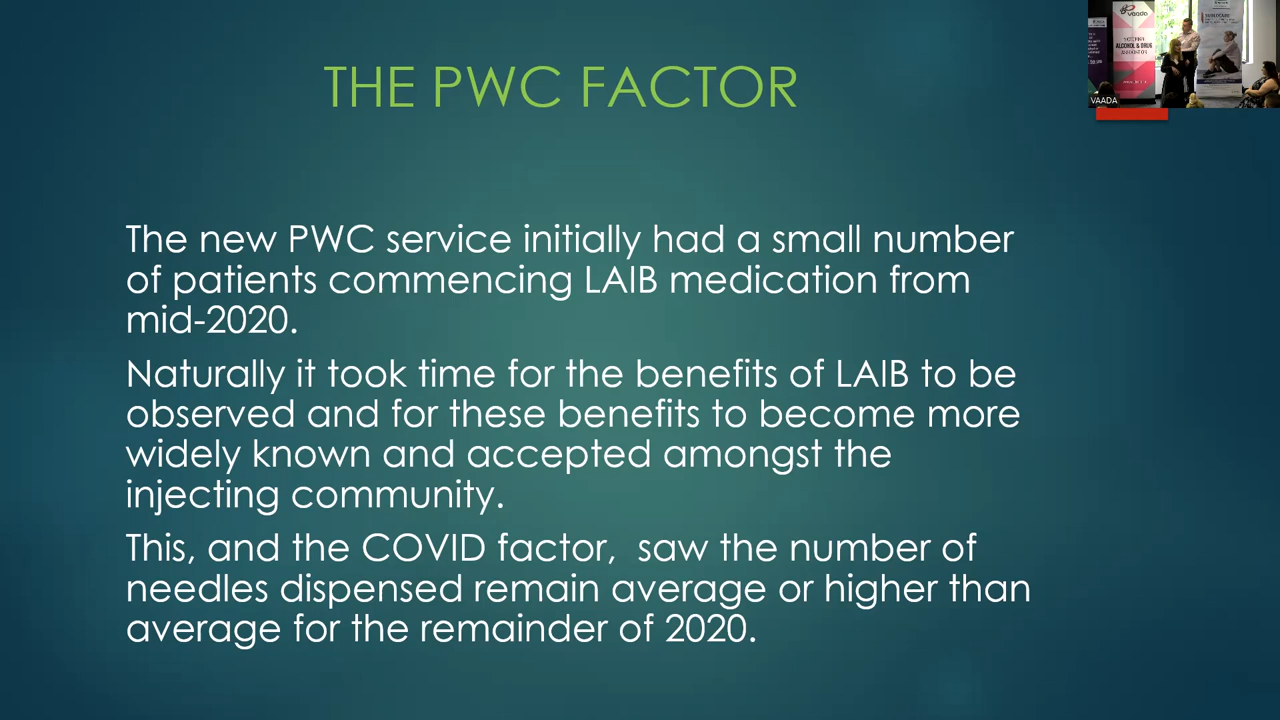 THE PWC FACTOR
vaada
ALCOHOL & DRUG
VAADA
The new PWC service initially had a small number
of patients commencing LAIB medication from
mid-2020.
Naturally it took time for the benefits of LAIB to be
observed and for these benefits to become more
widely known and accepted amongst the
injecting community.
This, and the COVID factor,  saw the number of
needles dispensed remain average or higher than
average for the remainder of 2020.